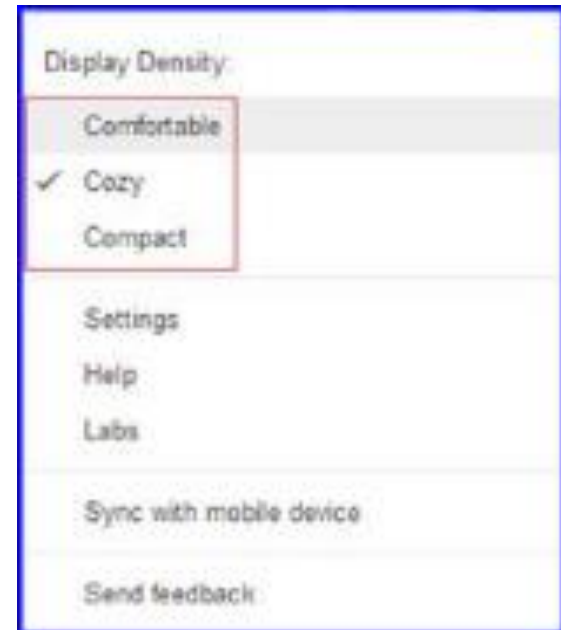 Display Density:
Comfortable
✓ Cozy
Compact
Settings
Help
Labs
Sync with mobile device
Send feedback